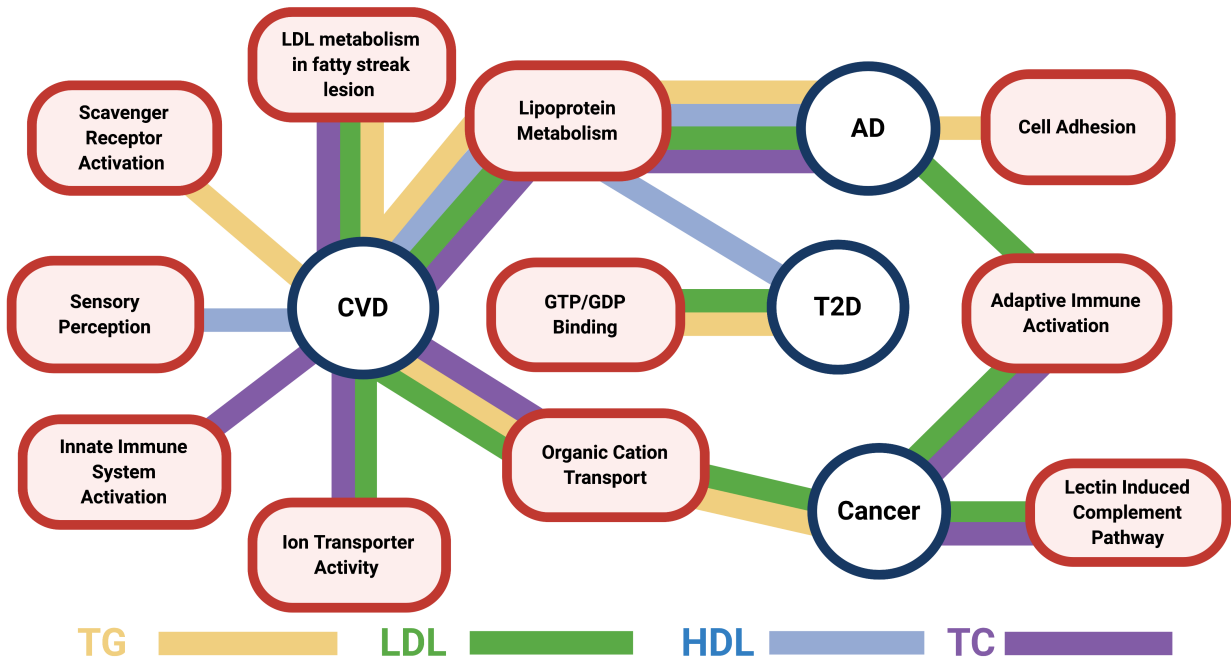 LDL metabolism
in fatty streak
lesion
Scavenger
Receptor
Activation
Lipoprotein
Metabolism
AD
Cell Adhesion
Sensory
Perception
CVD
GTP/GDP
Binding
T2D
Adaptive Immune
Activation
Innate Immune
System
Activation
Organic Cation
Transport
Cancer
Lectin Induced
Complement
Pathway
Ion Transporter
Activity
TG
LDL
HDL
TC